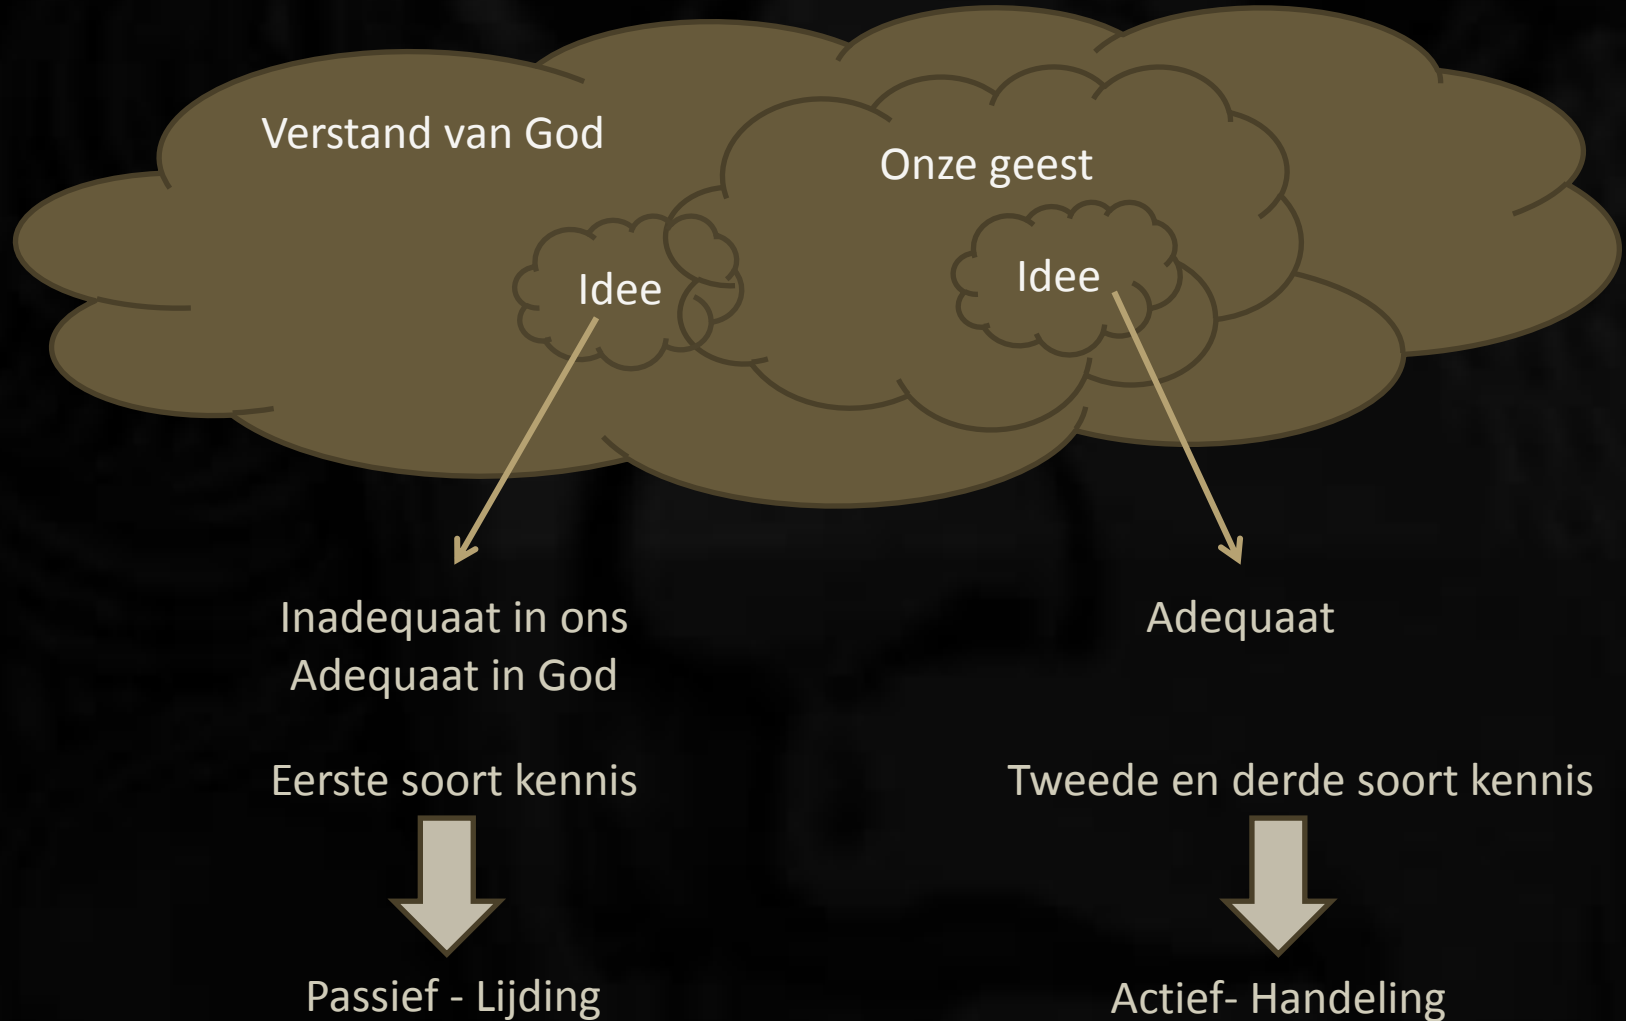 Verstand van God
Onze geest
Idee
Idee
Inadequaat in ons
Adequaat in God
Adequaat
Eerste soort kennis
Tweede en derde soort kennis
Passief - Lijding
Actief- Handeling